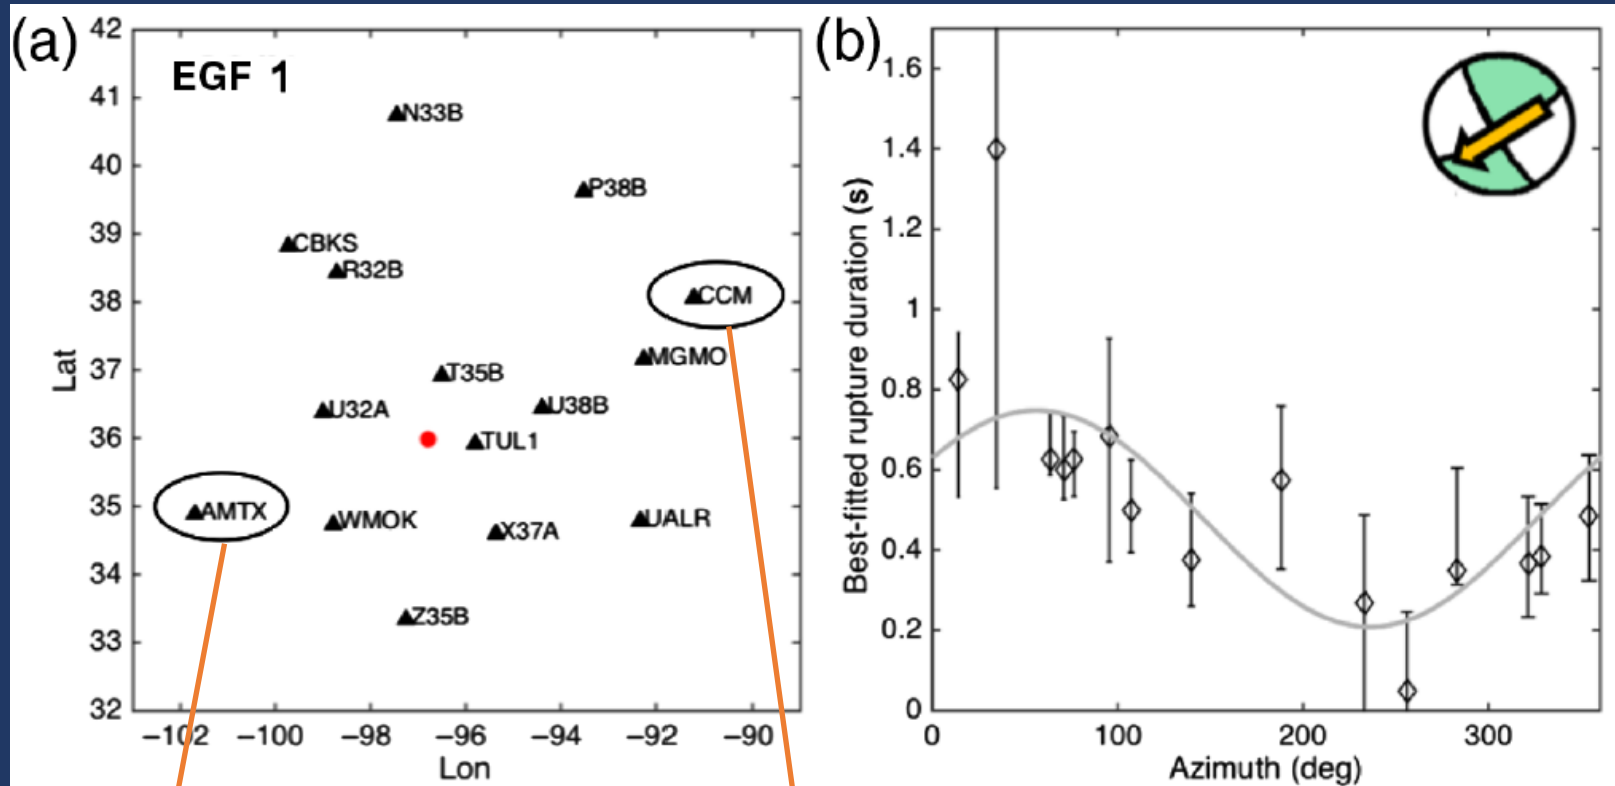 (a)
EGF 1
42
41
40
39
38
37
36
35
34
33
32
Lat
N33B
P38B
CBKS
R32B
CCM
MGMO
T35B
U32A
U38B
TUL1
AMTX
WMOK
X37A
UALR
Z35B
−102 −100 −98 −96 −94 −92 −90
Lon
(b)
1.6
1.4
1.2
1
0.8
0.6
0.4
0.2
0
Best-fitted rupture duration (s)
0 100 200 300
Azimuth (deg)